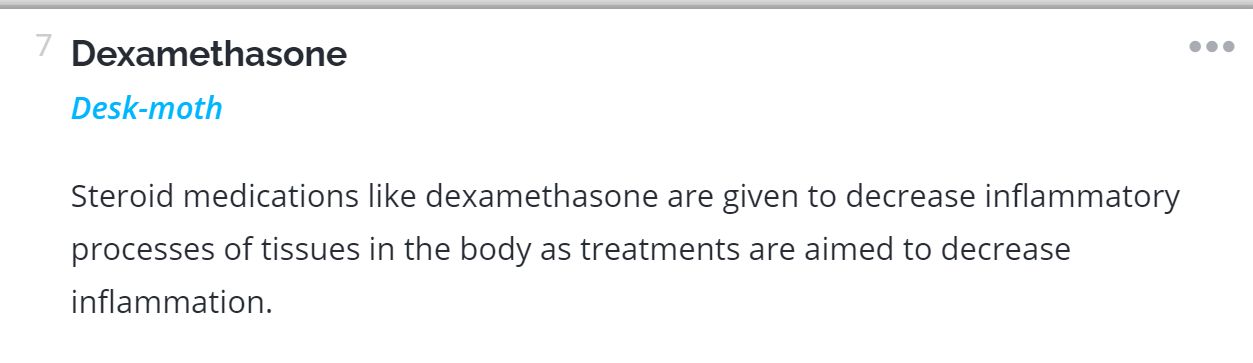 7 Dexamethasone
Desk-moth
Steroid medications like dexamethasone are given to decrease inflammatory
processes of tissues in the body as treatments are aimed to decrease
inflammation.